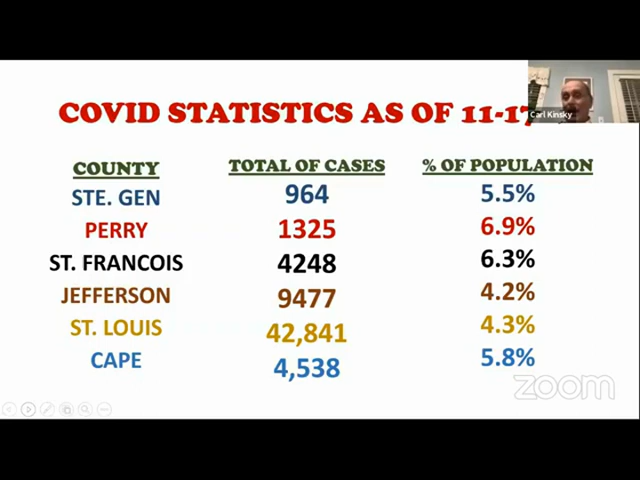 COVID STATISTICS AS OF 11-17
Carl Kinsky
COUNTY TOTAL OF CASES % OF POPULATION
STE. GEN 964 5.5%
PERRY 1325 6.9%
ST. FRANCOIS 4248 6.3%
JEFFERSON 9477 4.2%
ST. LOUIS 42,841 4.3%
CAPE 4,538 5.8%
zoom